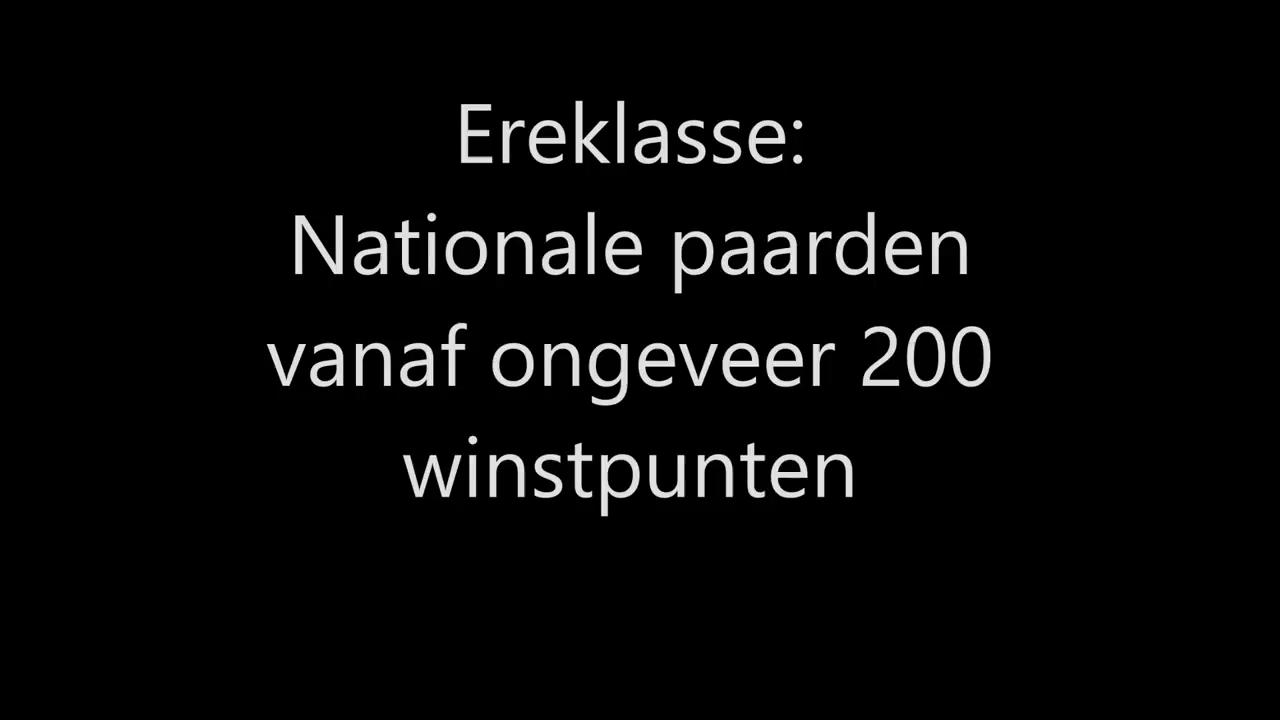 Ereklasse:
Nationale paarden
vanaf ongeveer 200
winstpunten